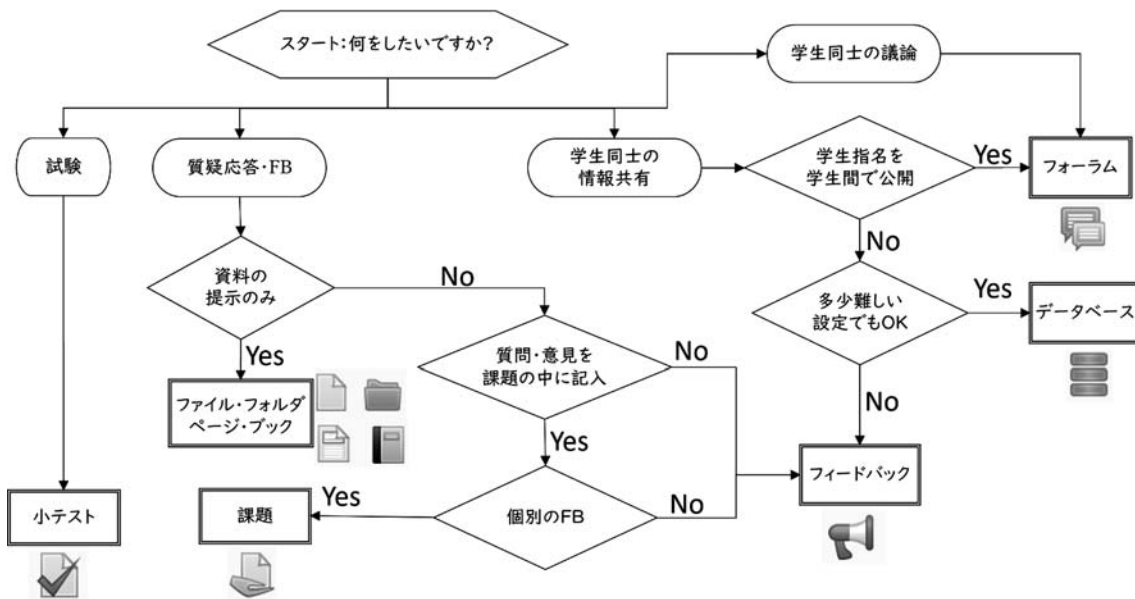 スタート：何をしたいですか？
学生同士の議論
試験
質疑応答・FB
学生同士の
情報共有
学生指名を
学生間で公開
Yes
フォーラム
No
資料の
提示のみ
No
多少難しい
設定でもOK
Yes
データベース
Yes
質問・意見を
課題の中に記入
No
ファイル・フォルダ
ページ・ブック
No
Yes
フィードバック
小テスト
課題
Yes
個別のFB
No